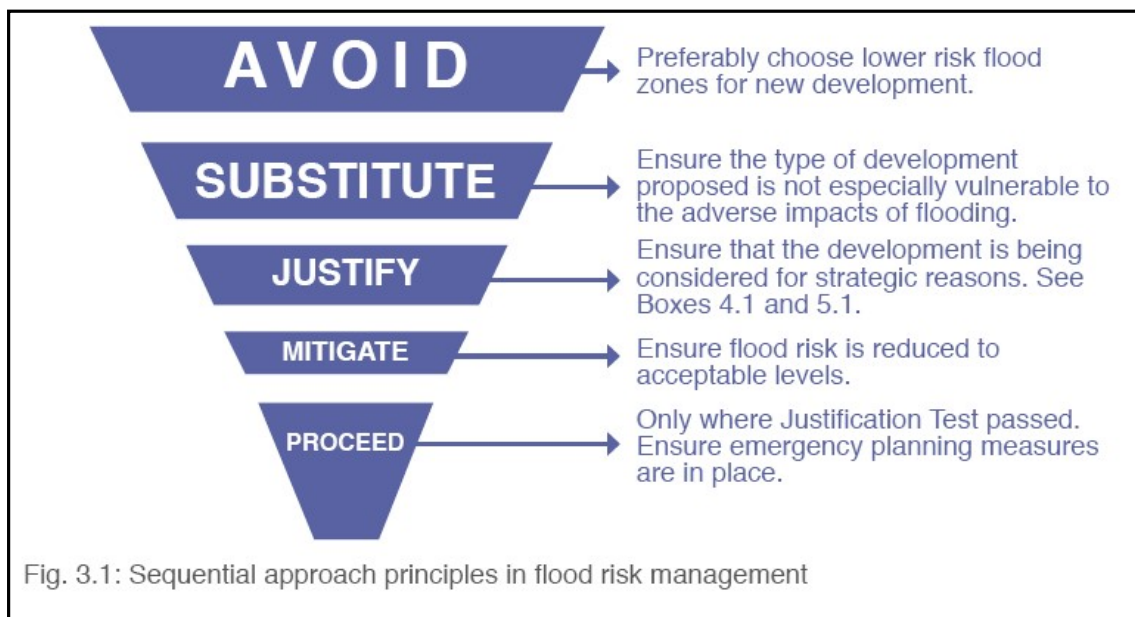 AVOID
Preferably choose lower risk flood
zones for new development.
SUBSTITUTE
Ensure the type of development
proposed is not especially vulnerable to
the adverse impacts of flooding.
JUSTIFY
Ensure that the development is being
considered for strategic reasons. See
Boxes 4.1 and 5.1.
MITIGATE
Ensure flood risk is reduced to
acceptable levels.
PROCEED
Only where Justification Test passed.
Ensure emergency planning measures
are in place.
Fig. 3.1: Sequential approach principles in flood risk management